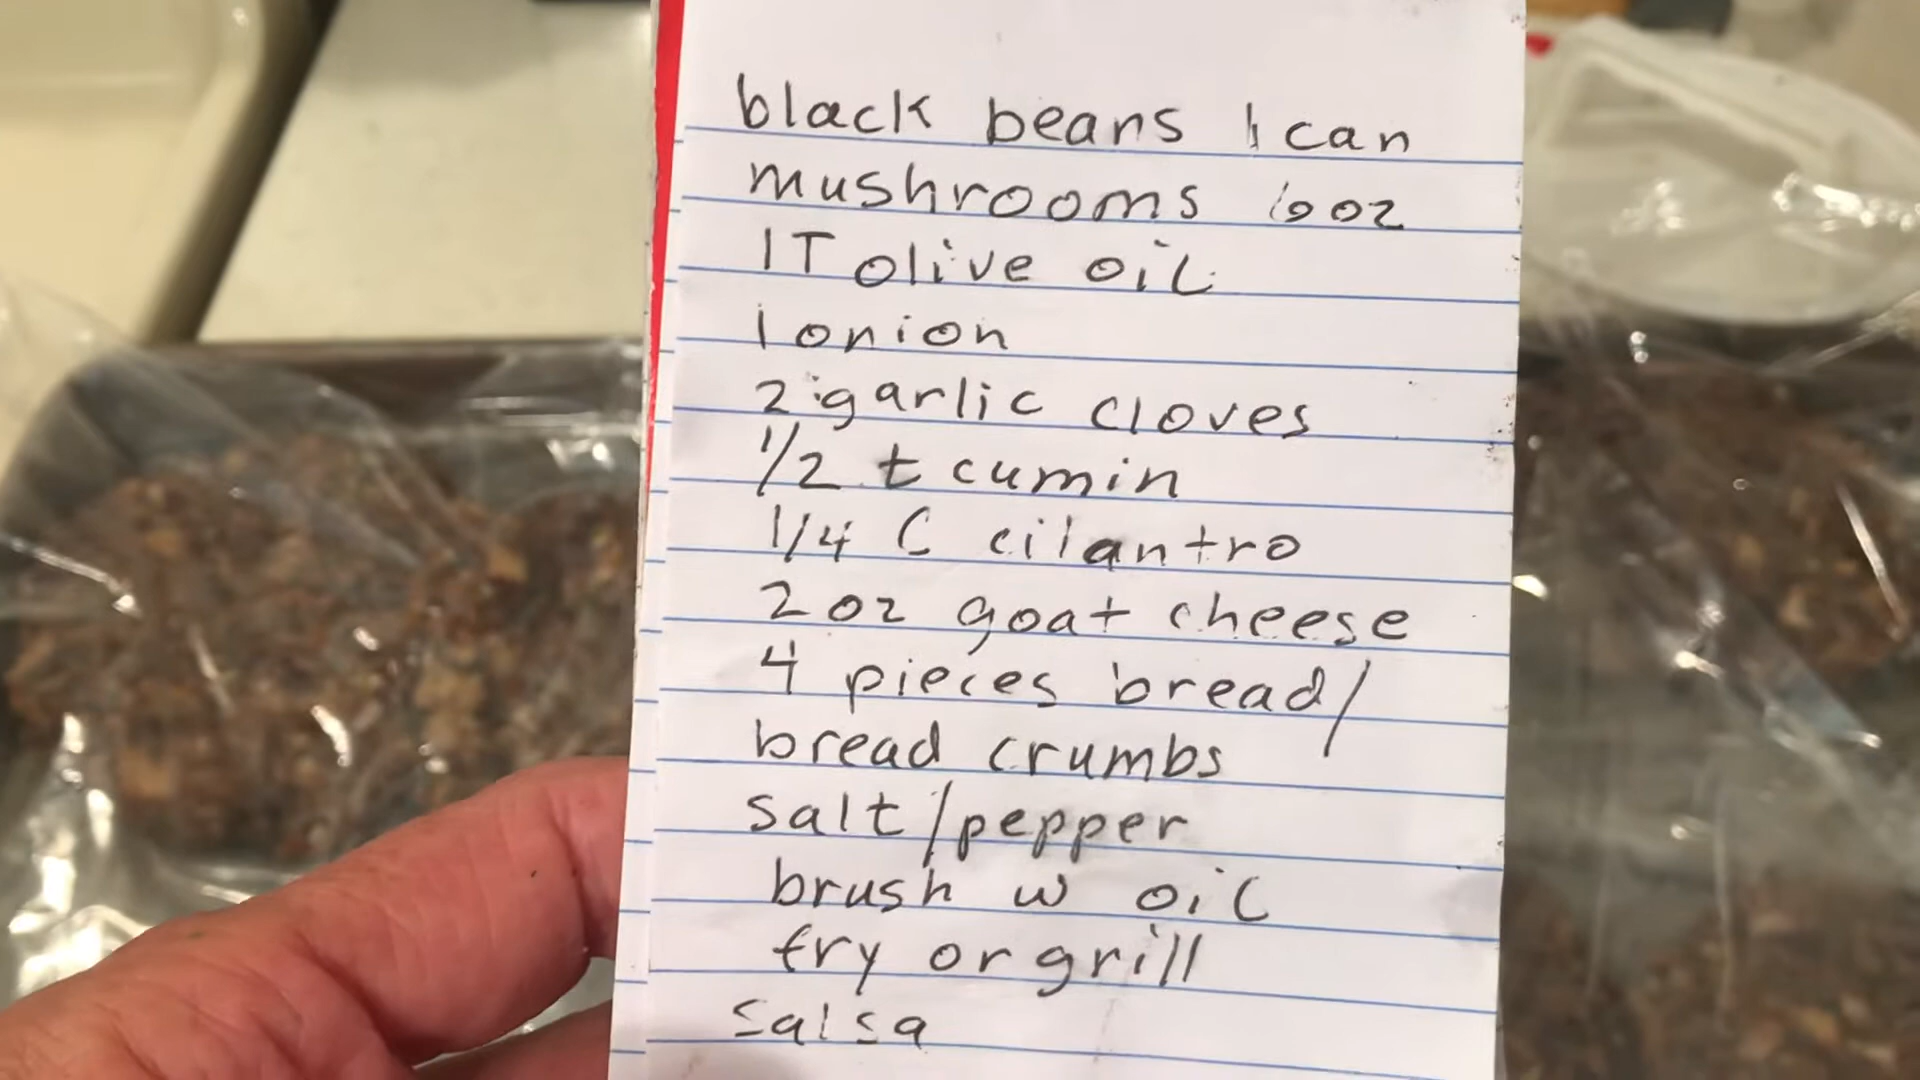 black beans 1 can
mushrooms 6oz
1T olive oil
1 onion
2 garlic cloves
1/2 t cumin
1/4 C cilantro
2 oz goat cheese
4 pieces bread/
bread crumbs
salt/pepper
brush w oil
fry or grill
salsa